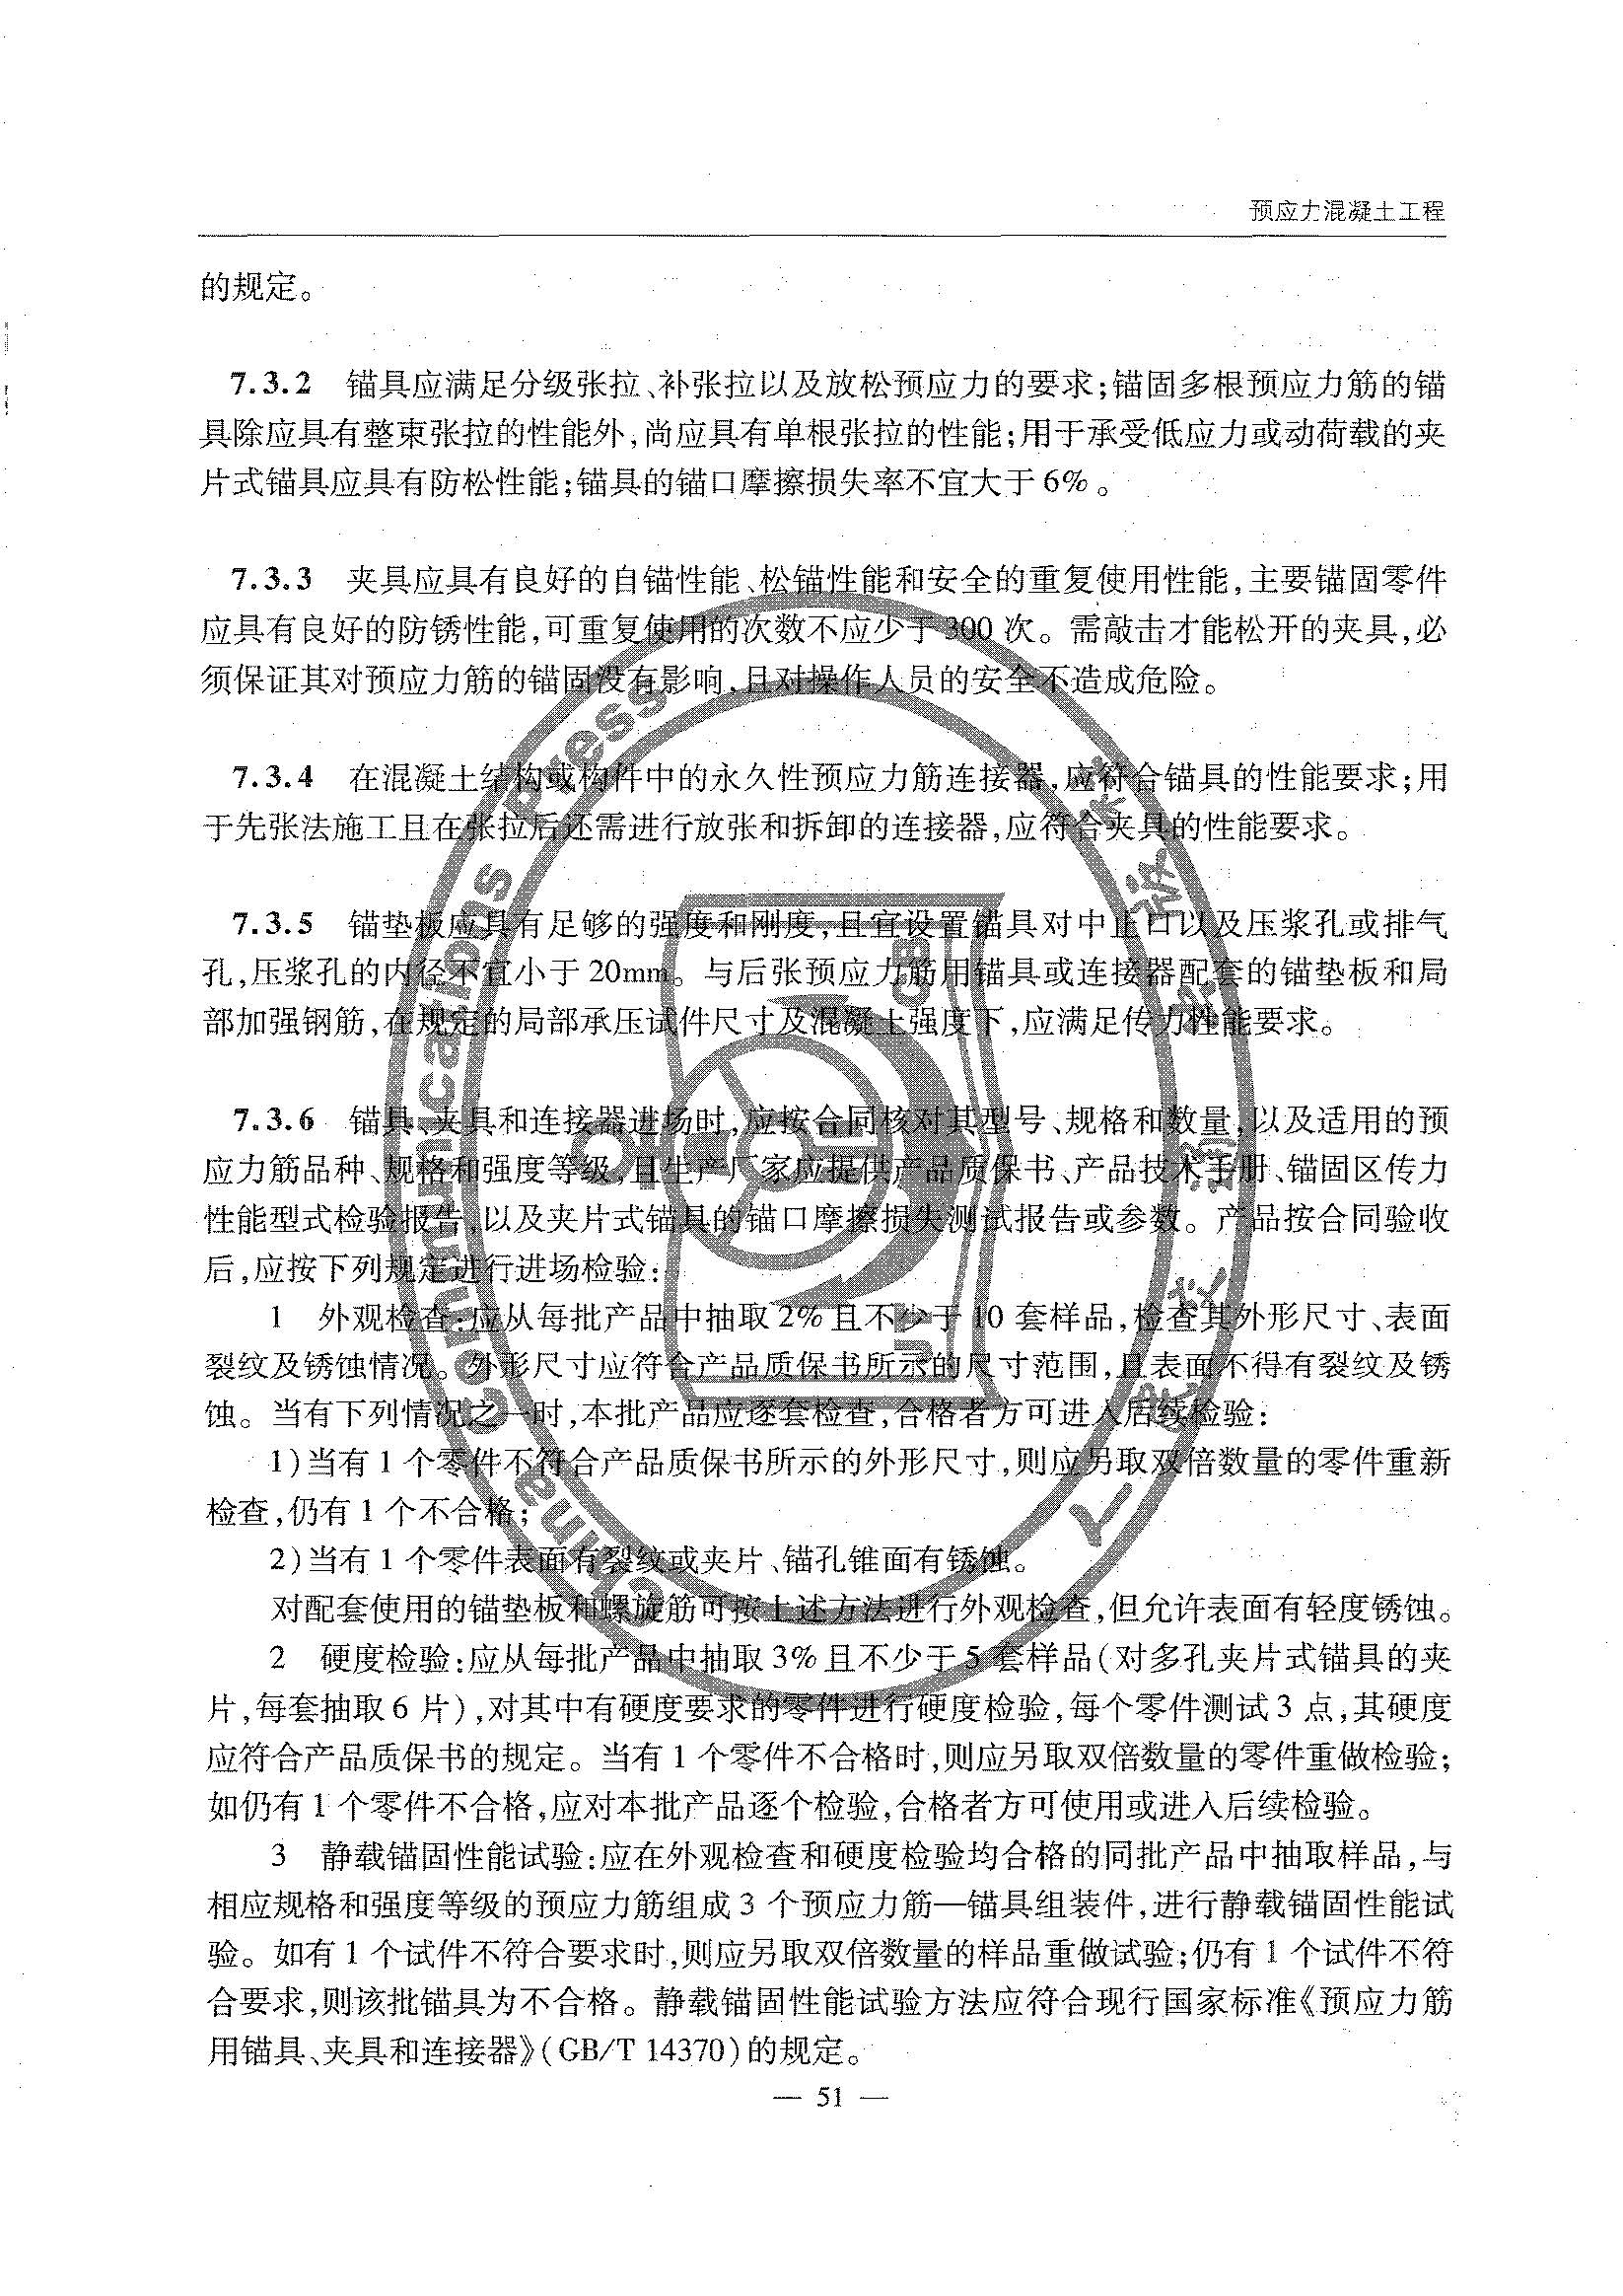 预应力混凝土工程
的规定。
7.3.2 锚具应满足分级张拉、补张拉以及放松预应力的要求;锚固多根预应力筋的锚
具除应具有整束张拉的性能外,尚应具有单根张拉的性能;用于承受低应力或动荷载的夹
片式锚具应具有防松性能;锚具的锚口摩擦损失率不宜大于6%。
7.3.3 夹具应具有良好的自锚性能、松锚性能和安全的重复使用性能,主要锚固零件
应具有良好的防锈性能,可重复使用的次数不应少于300次。需敲击才能松开的夹具,必
须保证其对预应力筋的锚固没有影响,且对操作人员的安全不造成危险。
7.3.4 在混凝土结构或构件中的永久性预应力筋连接器,应符合锚具的性能要求;用
于先张法施工且在张拉后还需进行放张和拆卸的连接器,应符合夹具的性能要求。
7.3.5 锚垫板应具有足够的强度和刚度,且宜设置锚具对中止口以及压浆孔或排气
孔,压浆孔的内径不宜小于20mm。与后张预应力筋用锚具或连接器配套的锚垫板和局
部加强钢筋,在规定的局部承压试件尺寸及混凝土强度下,应满足传力性能要求。
7.3.6 锚具、夹具和连接器进场时,应按合同核对其型号、规格和数量,以及适用的预
应力筋品种、规格和强度等级,且生产厂家应提供产品质保书、产品技术手册、锚固区传力
性能型式检验报告,以及夹片式锚具的锚口摩擦损失测试报告或参数。产品按合同验收
后,应按下列规定进行进场检验:
1 外观检查:应从每批产品中抽取2%且不少于10套样品,检查其外形尺寸、表面
裂纹及锈蚀情况。外形尺寸应符合产品质保书所示的尺寸范围,且表面不得有裂纹及锈
蚀。当有下列情况之一时,本批产品应逐套检查,合格者方可进入后续检验:
1)当有1个零件不符合产品质保书所示的外形尺寸,则应另取双倍数量的零件重新
检查,仍有1个不合格;
2)当有1个零件表面有裂纹或夹片、锚孔锥面有锈蚀。
对配套使用的锚垫板和螺旋筋可按上述方法进行外观检查,但允许表面有轻度锈蚀。
2 硬度检验:应从每批产品中抽取3%且不少于5套样品(对多孔夹片式锚具的夹
片,每套抽取6片),对其中有硬度要求的零件进行硬度检验,每个零件测试3点,其硬度
应符合产品质保书的规定。当有1个零件不合格时,则应另取双倍数量的零件重做检验;
如仍有1个零件不合格,应对本批产品逐个检验,合格者方可使用或进入后续检验。
3 静载锚固性能试验:应在外观检查和硬度检验均合格的同批产品中抽取样品,与
相应规格和强度等级的预应力筋组成3个预应力筋—锚具组装件,进行静载锚固性能试
验。如有1个试件不符合要求时,则应另取双倍数量的样品重做试验;仍有1个试件不符
合要求,则该批锚具为不合格。静载锚固性能试验方法应符合现行国家标准《预应力筋
用锚具、夹具和连接器》(GB/T 14370)的规定。
— 51 —
China Communications Press